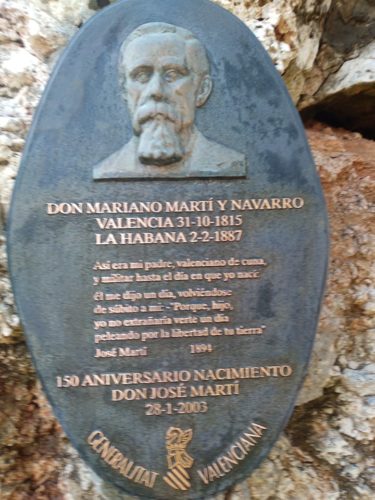 DON MARIANO MARTÍ Y NAVARRO
VALENCIA 31-10-1815
LA HABANA 2-2-1887
Así era mi padre, valenciano de cuna,
y militar hasta el día en que yo nací:
él me dijo un día, volviéndose
de súbito a mí: -"Porque, hijo,
yo no extrañaría verte un día
peleando por la libertad de tu tierra"
José Martí 1894
150 ANIVERSARIO NACIMIENTO
DON JOSÉ MARTÍ
28-1-2003
GENERALITAT VALENCIANA